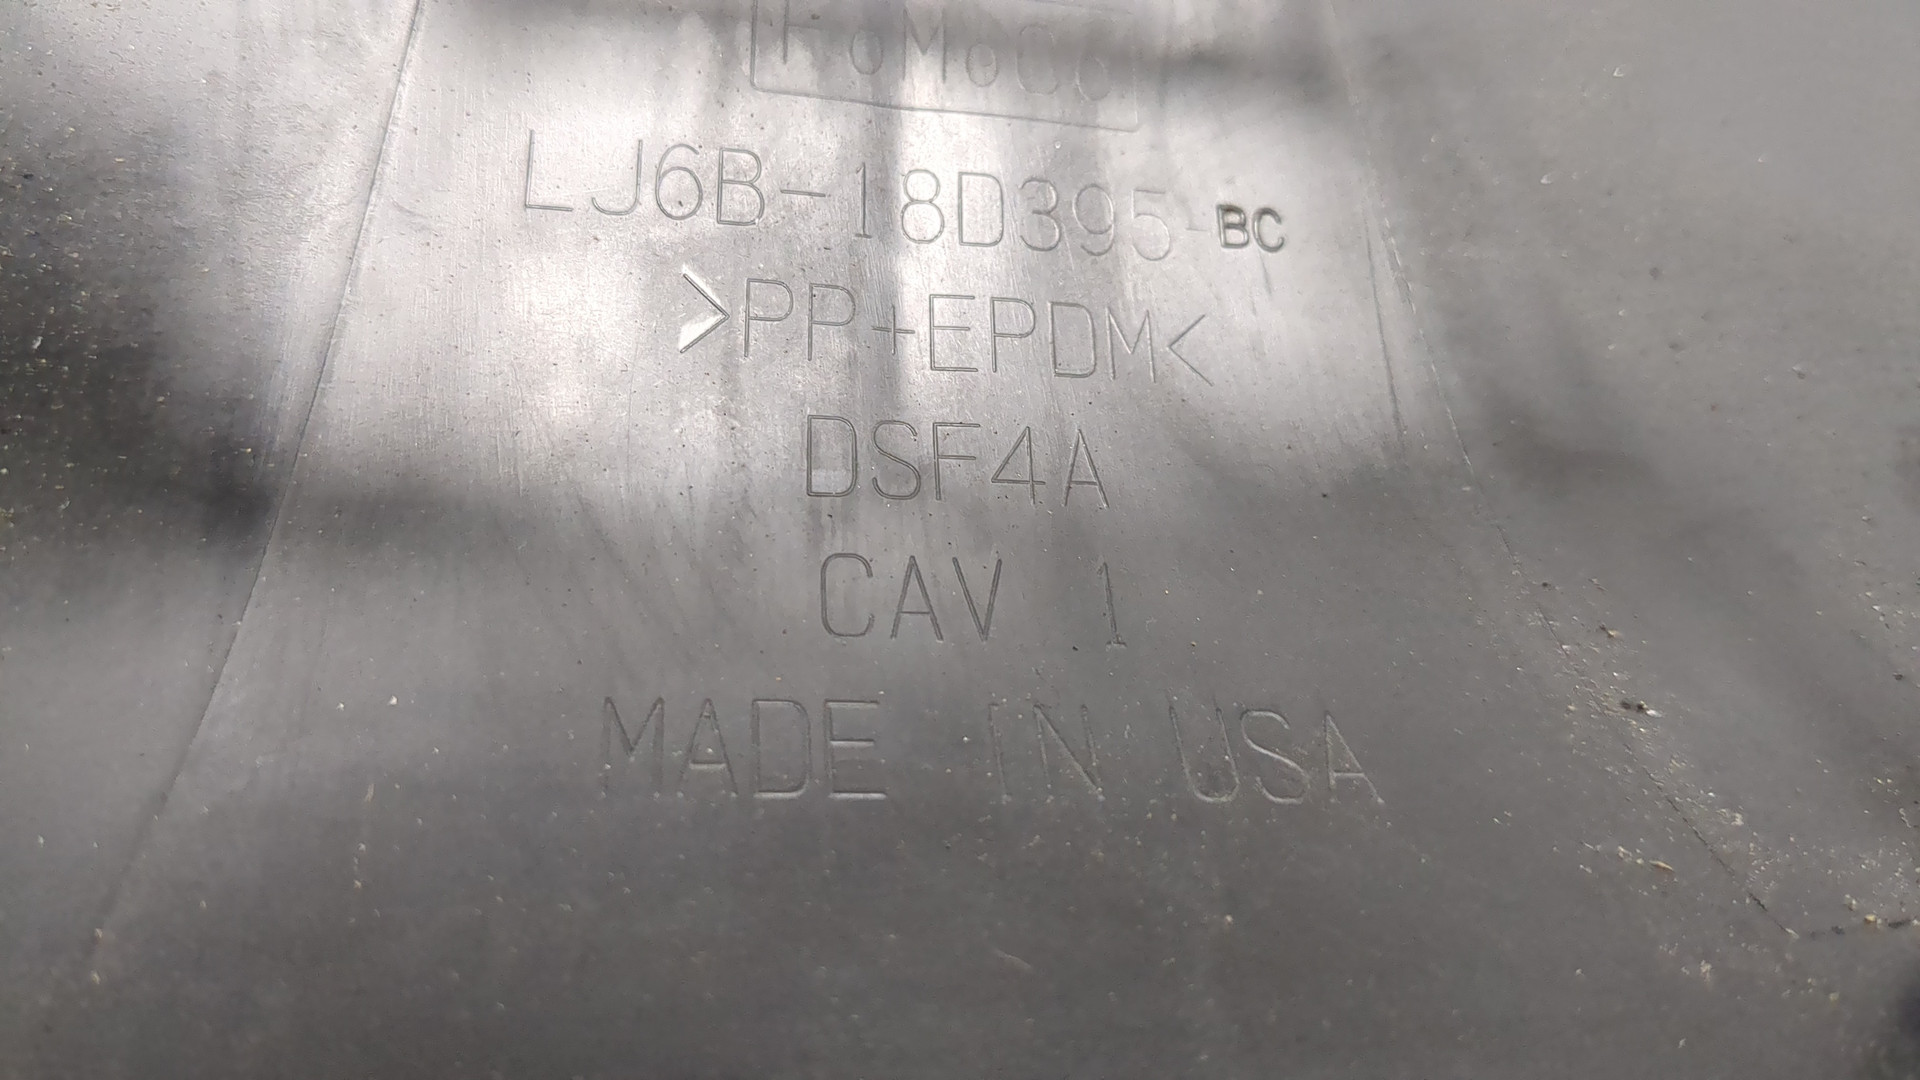 FoMoCo
LJ6B-18D395-BC
>PP+EPDM<
DSF4A
CAV 1
MADE IN USA